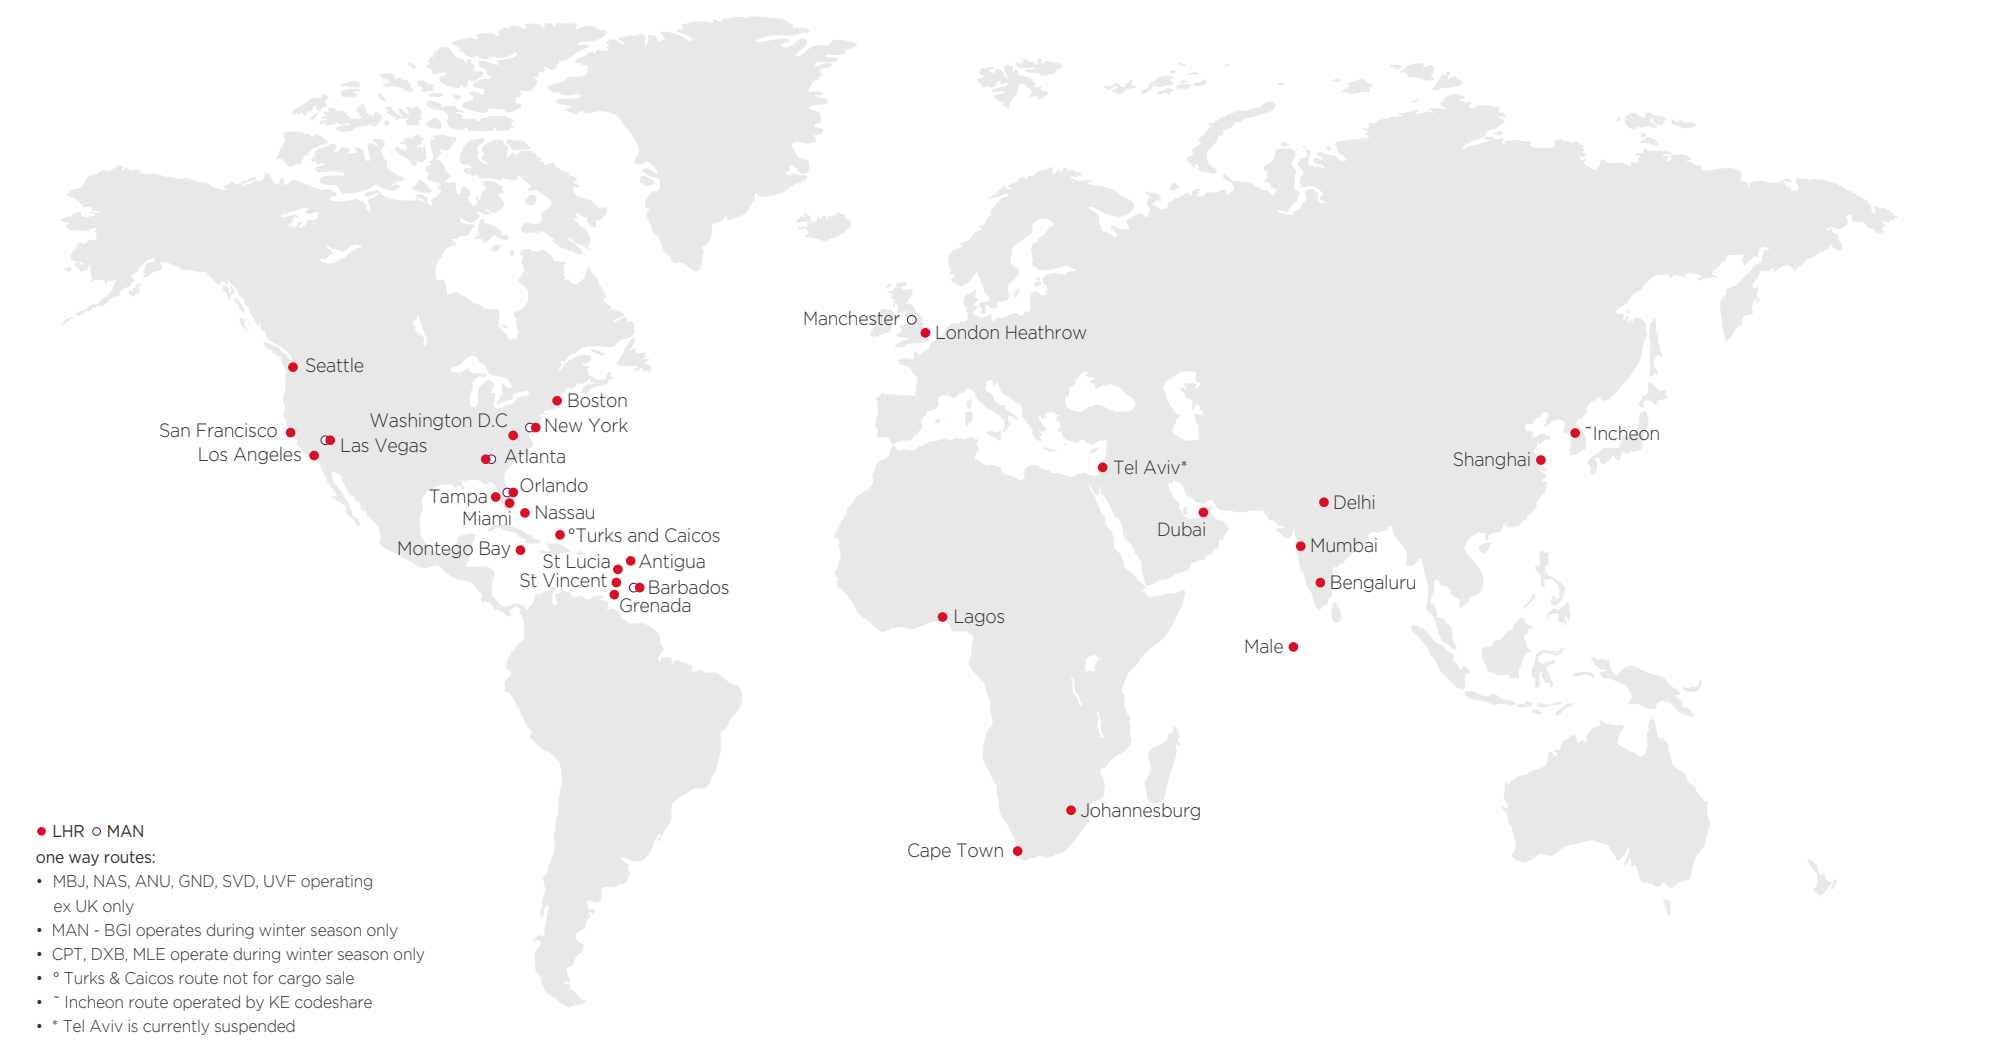 Manchester
London Heathrow
Seattle
Boston
Washington D.C
New York
San Francisco
Las Vegas
Los Angeles
Atlanta
˜Incheon
Shanghai
Tel Aviv*
Orlando
Tampa
Delhi
Nassau
Miami
Dubai
°Turks and Caicos
Montego Bay
Mumbai
St Lucia
Antigua
St Vincent
Bengaluru
Barbados
Grenada
Lagos
Male
Johannesburg
Cape Town
LHR MAN
one way routes:
• MBJ, NAS, ANU, GND, SVD, UVF operating
ex UK only
• MAN - BGI operates during winter season only
• CPT, DXB, MLE operate during winter season only
• ° Turks & Caicos route not for cargo sale
• ˜ Incheon route operated by KE codeshare
• * Tel Aviv is currently suspended